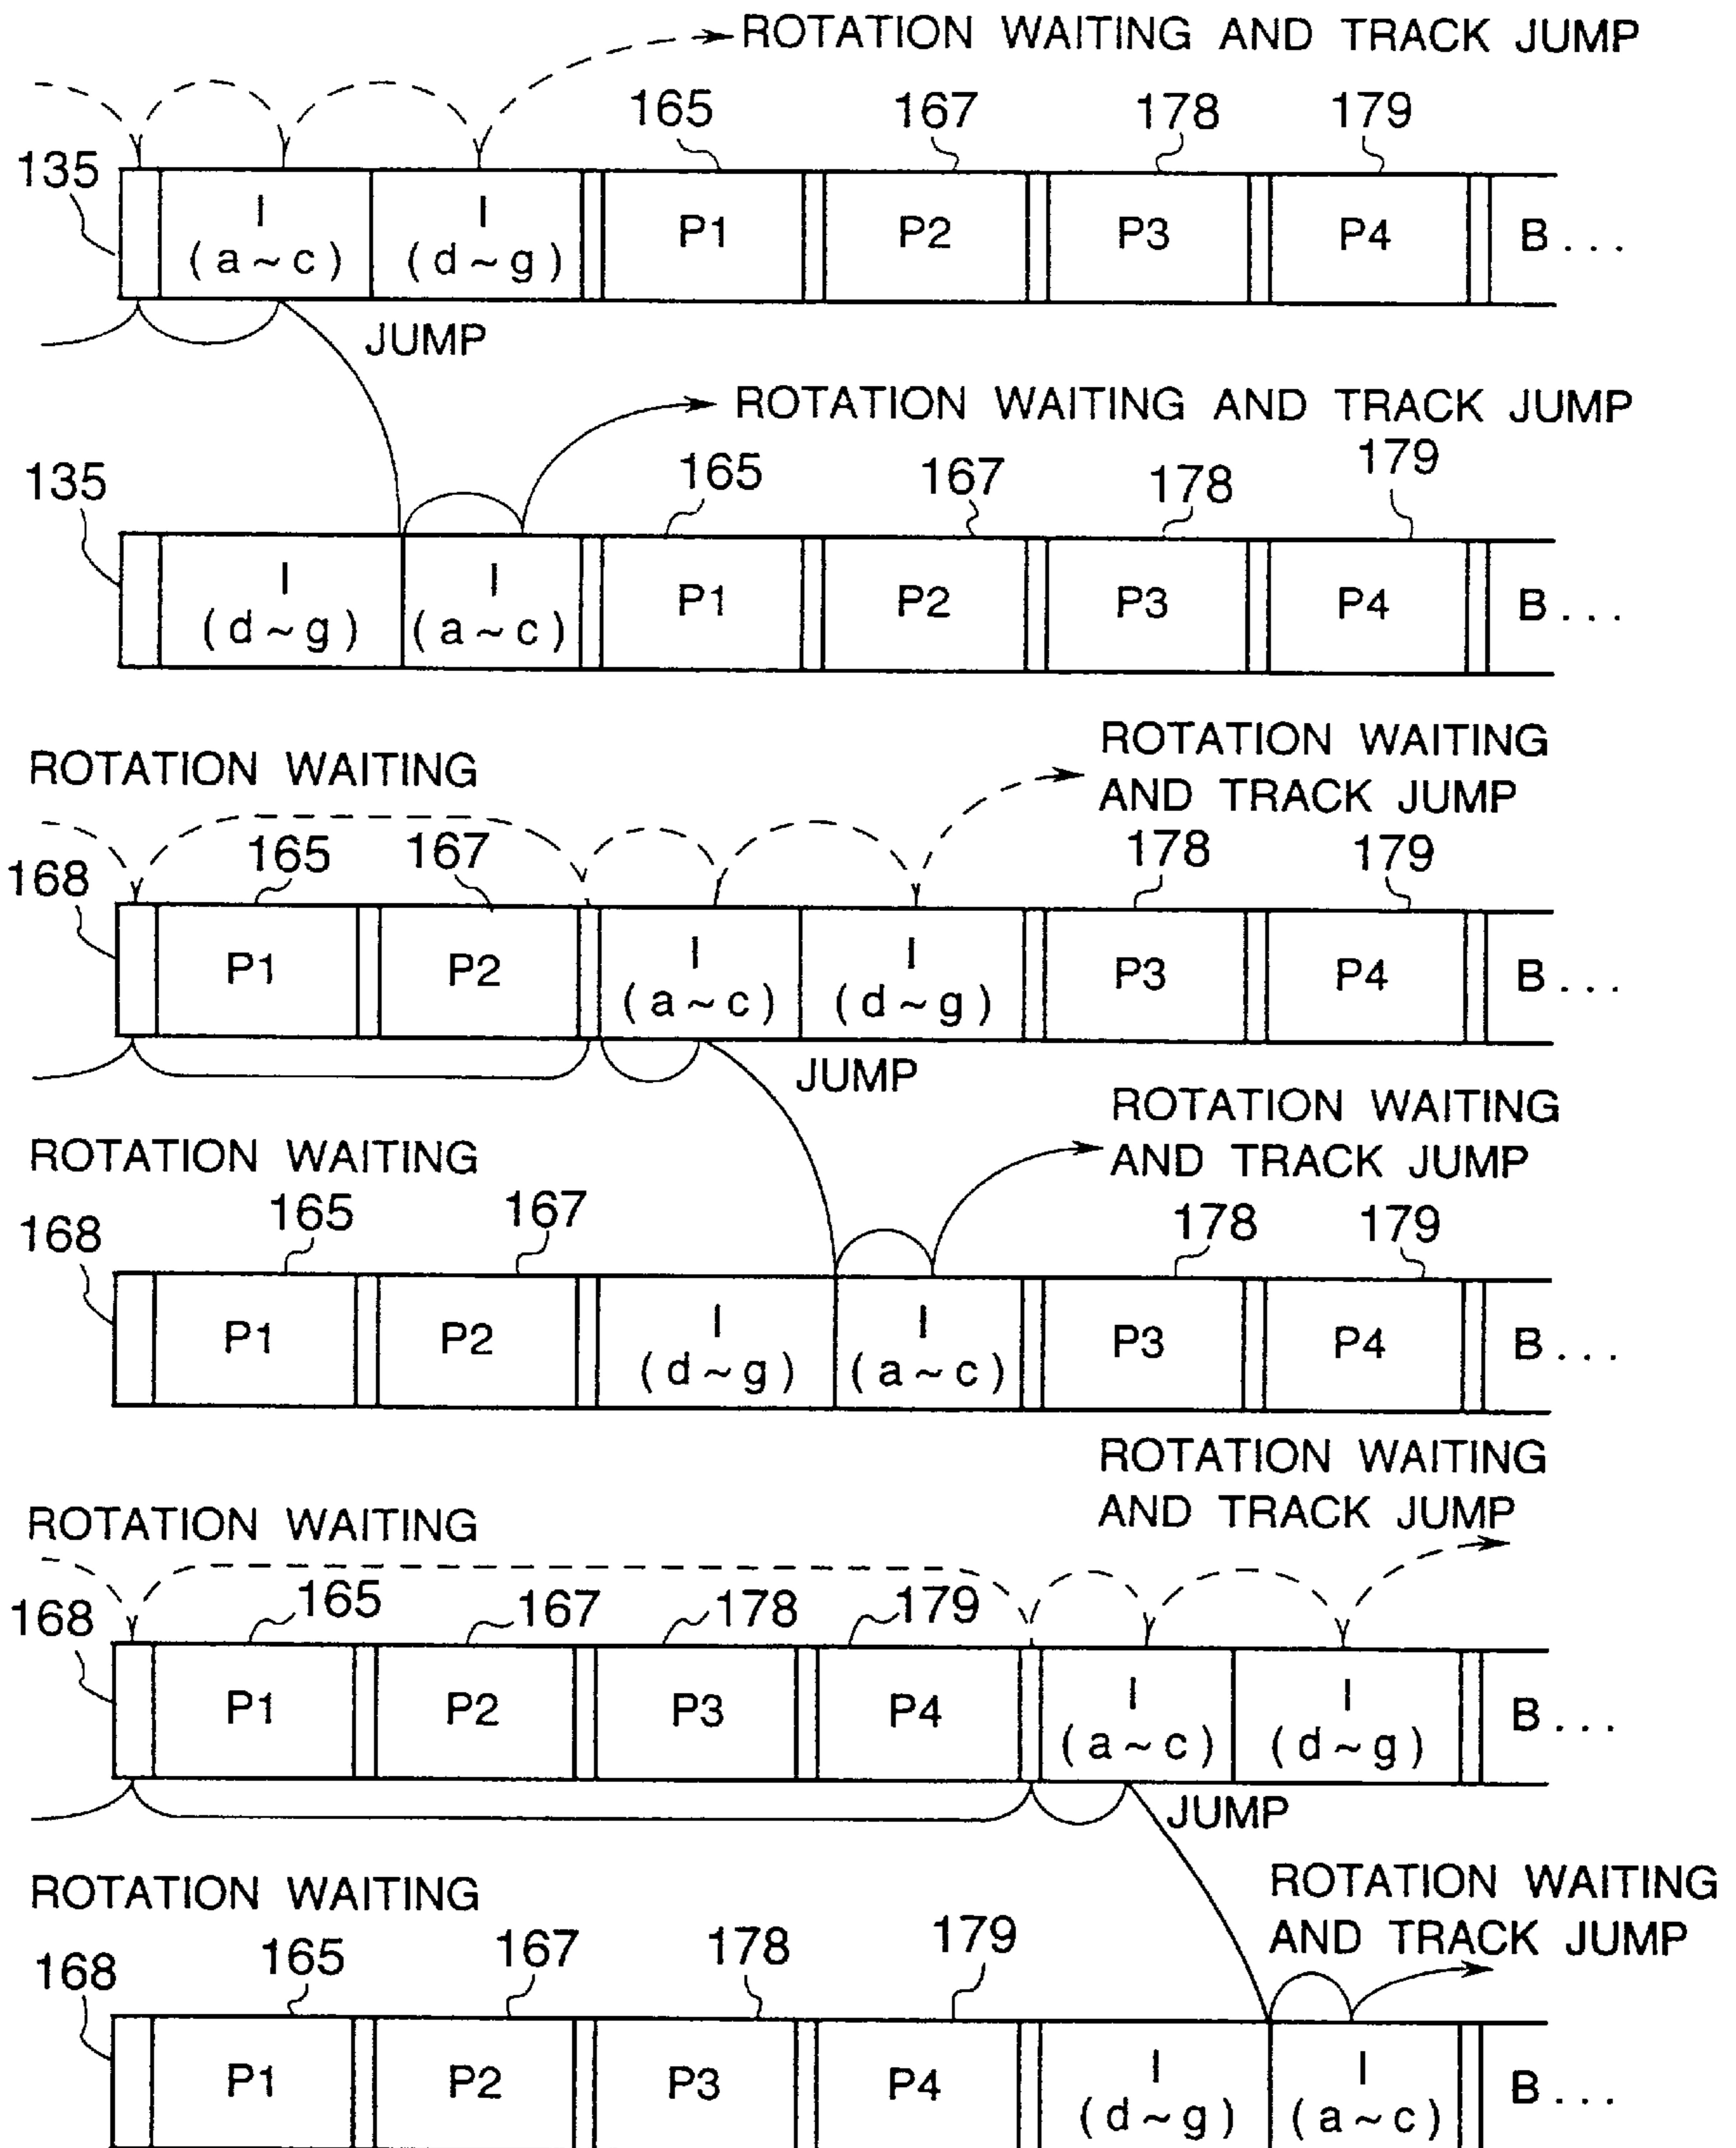 ROTATION WAITING AND TRACK JUMP
165 167 178 179
135
I I
(a~c) (d~g) P1 P2 P3 P4 B...
JUMP
ROTATION WAITING AND TRACK JUMP
135 165 167 178 179
I I
(d~g) (a~c) P1 P2 P3 P4 B...
ROTATION WAITING
ROTATION WAITING
AND TRACK JUMP
168 165 167 178 179
P1 P2 I I P3 P4 B...
(a~c) (d~g)
JUMP
ROTATION WAITING
ROTATION WAITING
AND TRACK JUMP
168 165 167 178 179
P1 P2 I I P3 P4 B...
(d~g) (a~c)
ROTATION WAITING
AND TRACK JUMP
ROTATION WAITING
168 165 167 178 179
P1 P2 P3 P4 I I B...
(a~c) (d~g)
JUMP
ROTATION WAITING
ROTATION WAITING
AND TRACK JUMP
168 165 167 178 179
P1 P2 P3 P4 I I B...
(d~g) (a~c)